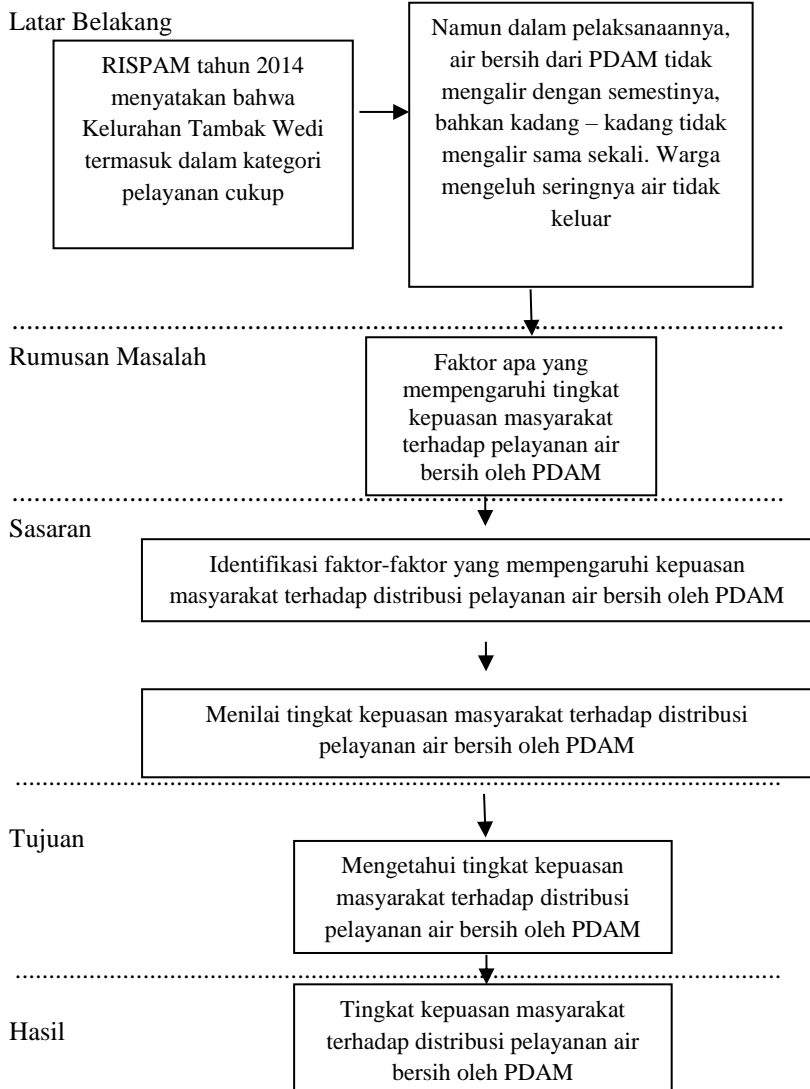 Latar Belakang
RISPAM tahun 2014
menyatakan bahwa
Kelurahan Tambak Wedi
termasuk dalam kategori
pelayanan cukup
Namun dalam pelaksanaannya,
air bersih dari PDAM tidak
mengalir dengan semestinya,
bahkan kadang – kadang tidak
mengalir sama sekali. Warga
mengeluh seringnya air tidak
keluar
Rumusan Masalah
Faktor apa yang
mempengaruhi tingkat
kepuasan masyarakat
terhadap pelayanan air
bersih oleh PDAM
Sasaran
Identifikasi faktor-faktor yang mempengaruhi kepuasan
masyarakat terhadap distribusi pelayanan air bersih oleh PDAM
Menilai tingkat kepuasan masyarakat terhadap distribusi
pelayanan air bersih oleh PDAM
Tujuan
Mengetahui tingkat kepuasan
masyarakat terhadap distribusi
pelayanan air bersih oleh PDAM
Hasil
Tingkat kepuasan masyarakat
terhadap distribusi pelayanan air
bersih oleh PDAM